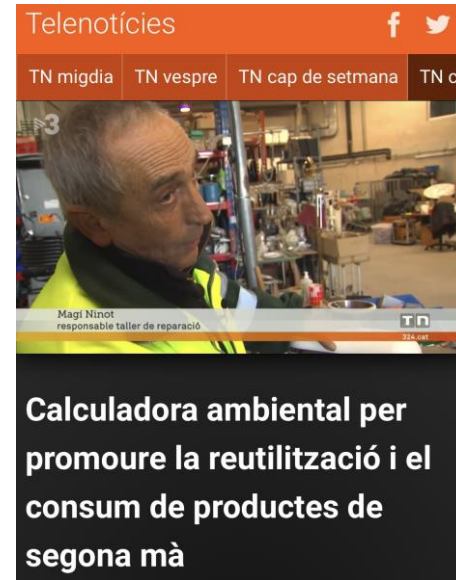 Telenotícies
TN migdia TN vespre TN cap de setmana TN c
3
Magí Ninot
responsable taller de reparació
TN
324.cat
Calculadora ambiental per
promoure la reutilització i el
consum de productes de
segona mà